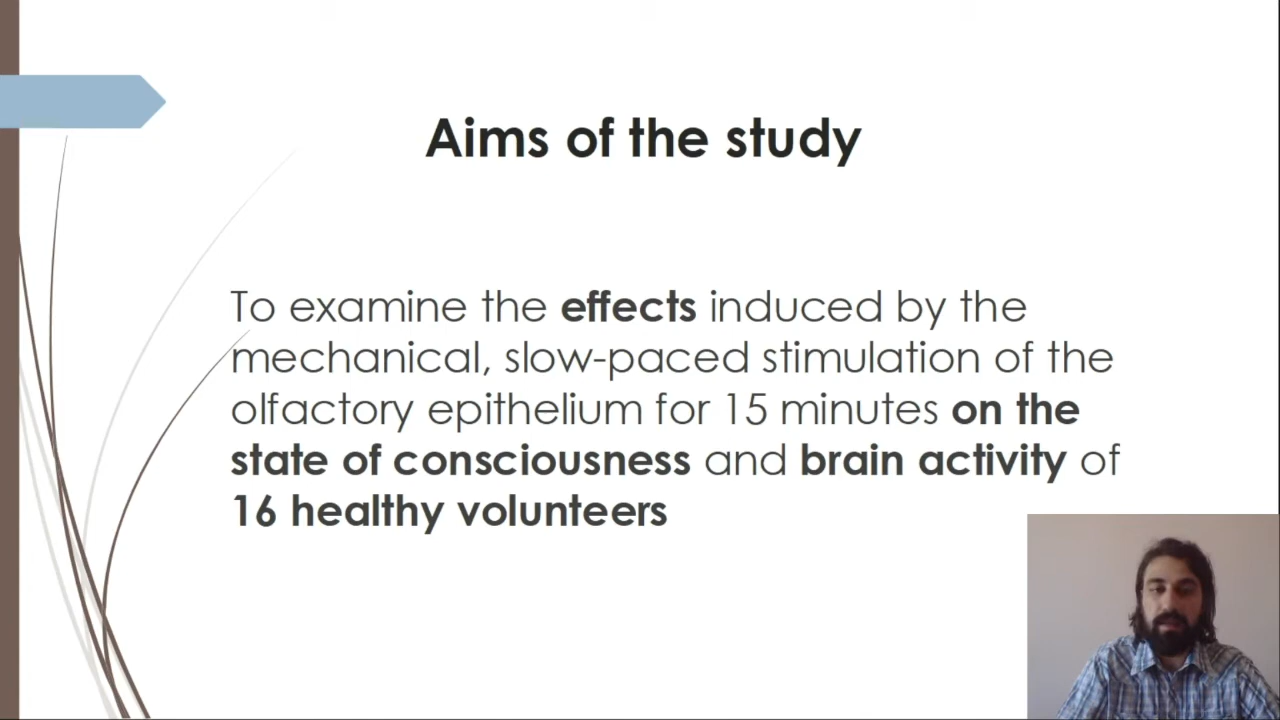 Aims of the study
To examine the effects induced by the
mechanical, slow-paced stimulation of the
olfactory epithelium for 15 minutes on the
state of consciousness and brain activity of
16 healthy volunteers